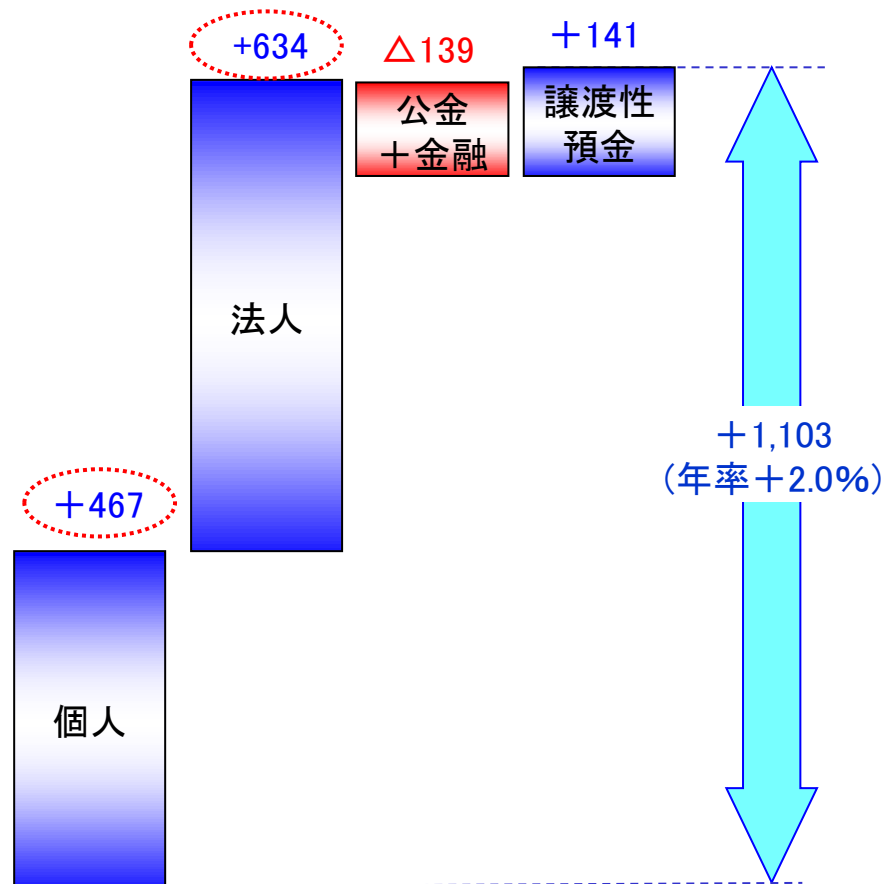 +634
△139
＋141
公金
＋金融
譲渡性
預金
法人
＋1,103
（年率＋2.0%）
＋467
個人